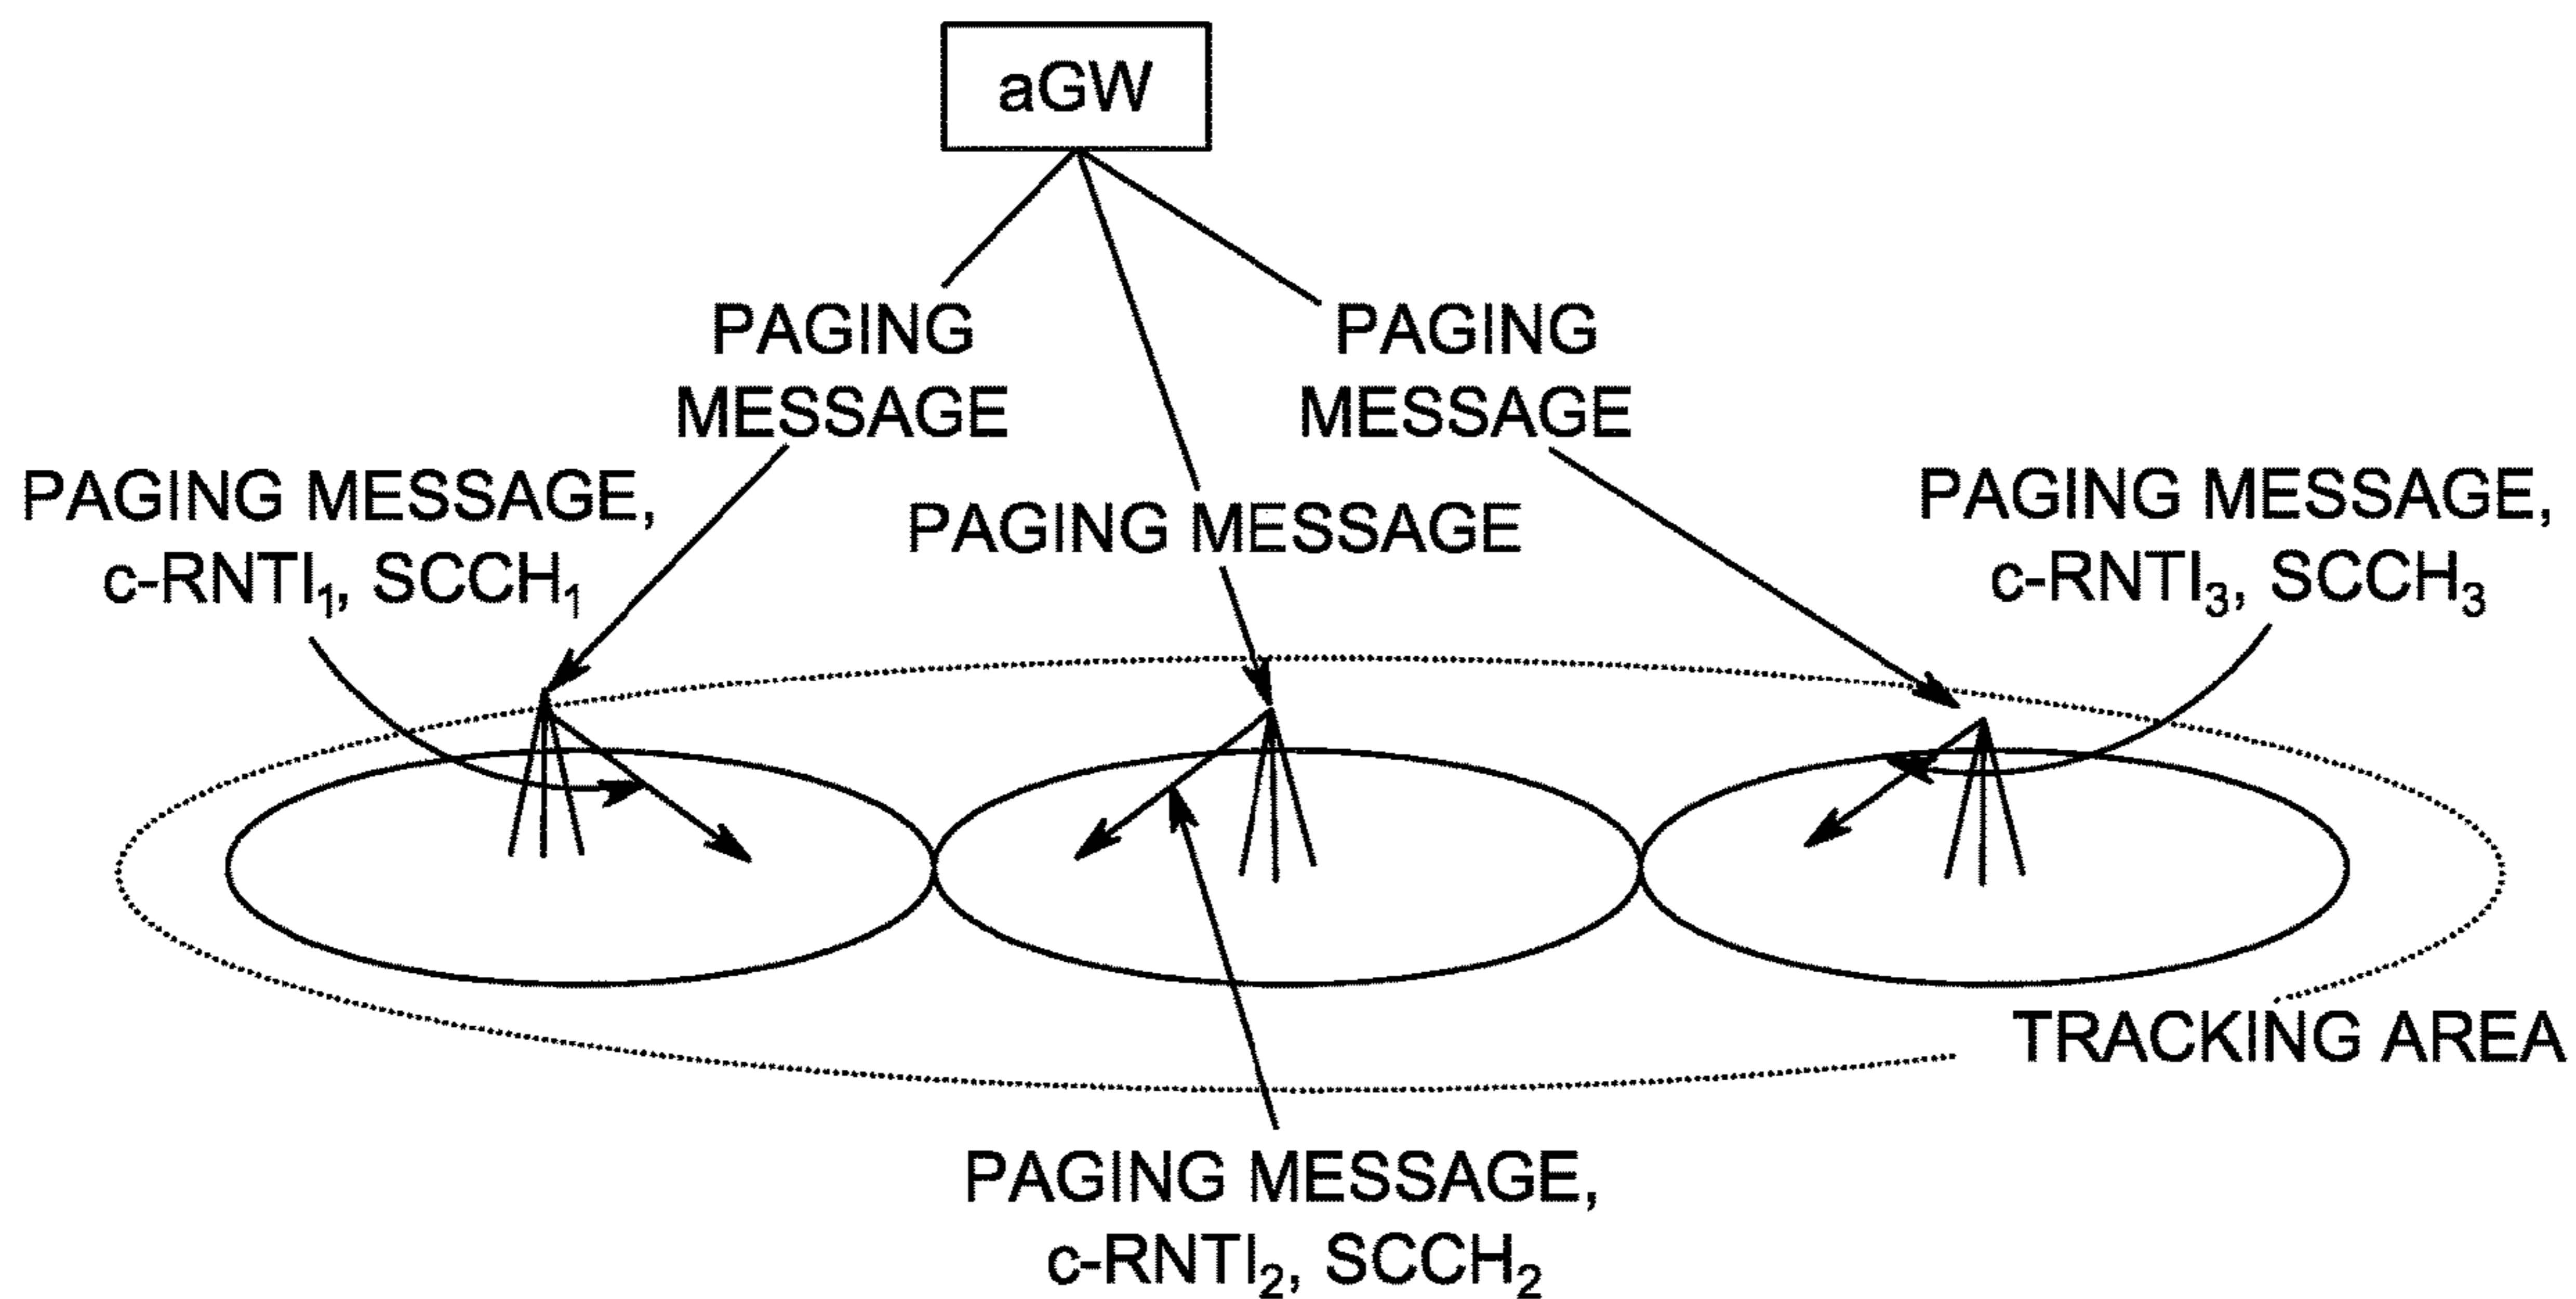 aGW
PAGING
MESSAGE
PAGING
MESSAGE
PAGING MESSAGE,
c-RNTI₁, SCCH₁
PAGING MESSAGE
PAGING MESSAGE,
c-RNTI₃, SCCH₃
TRACKING AREA
PAGING MESSAGE,
c-RNTI₂, SCCH₂